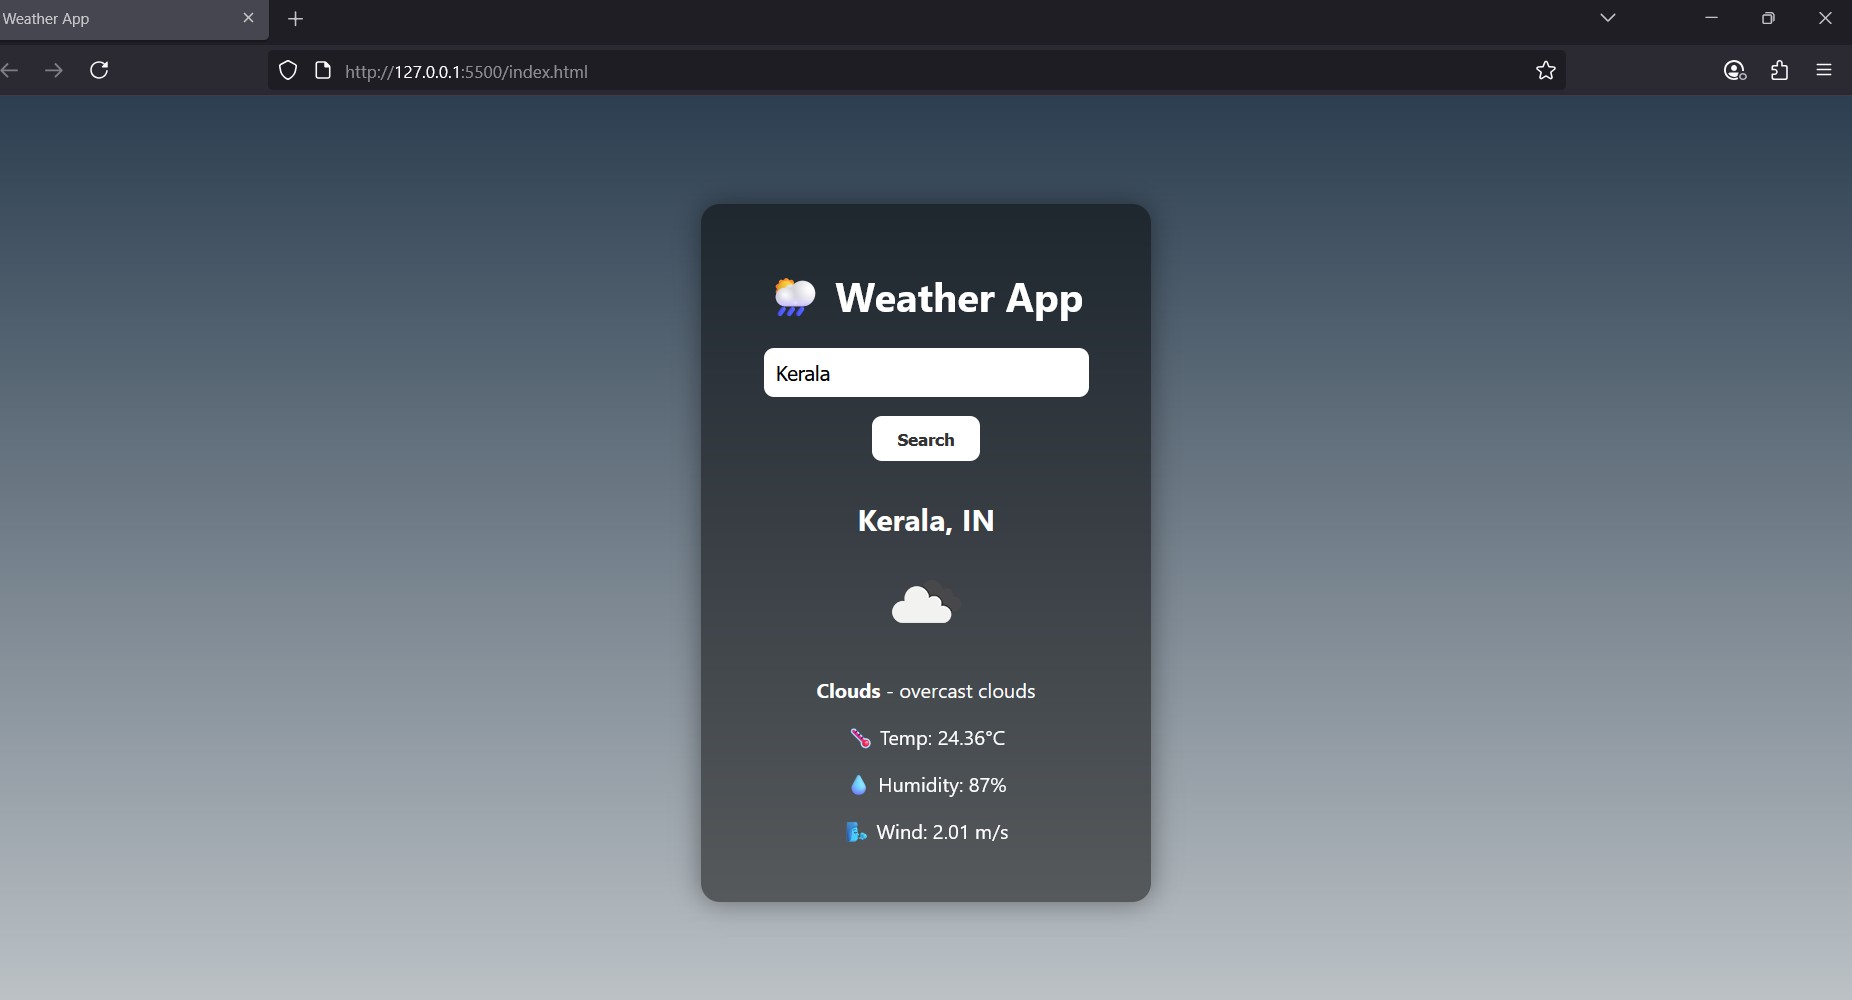 Weather App
http://127.0.0.1:5500/index.html
Weather App
Kerala
Search
Kerala, IN
Clouds - overcast clouds
Temp: 24.36°C
Humidity: 87%
Wind: 2.01 m/s